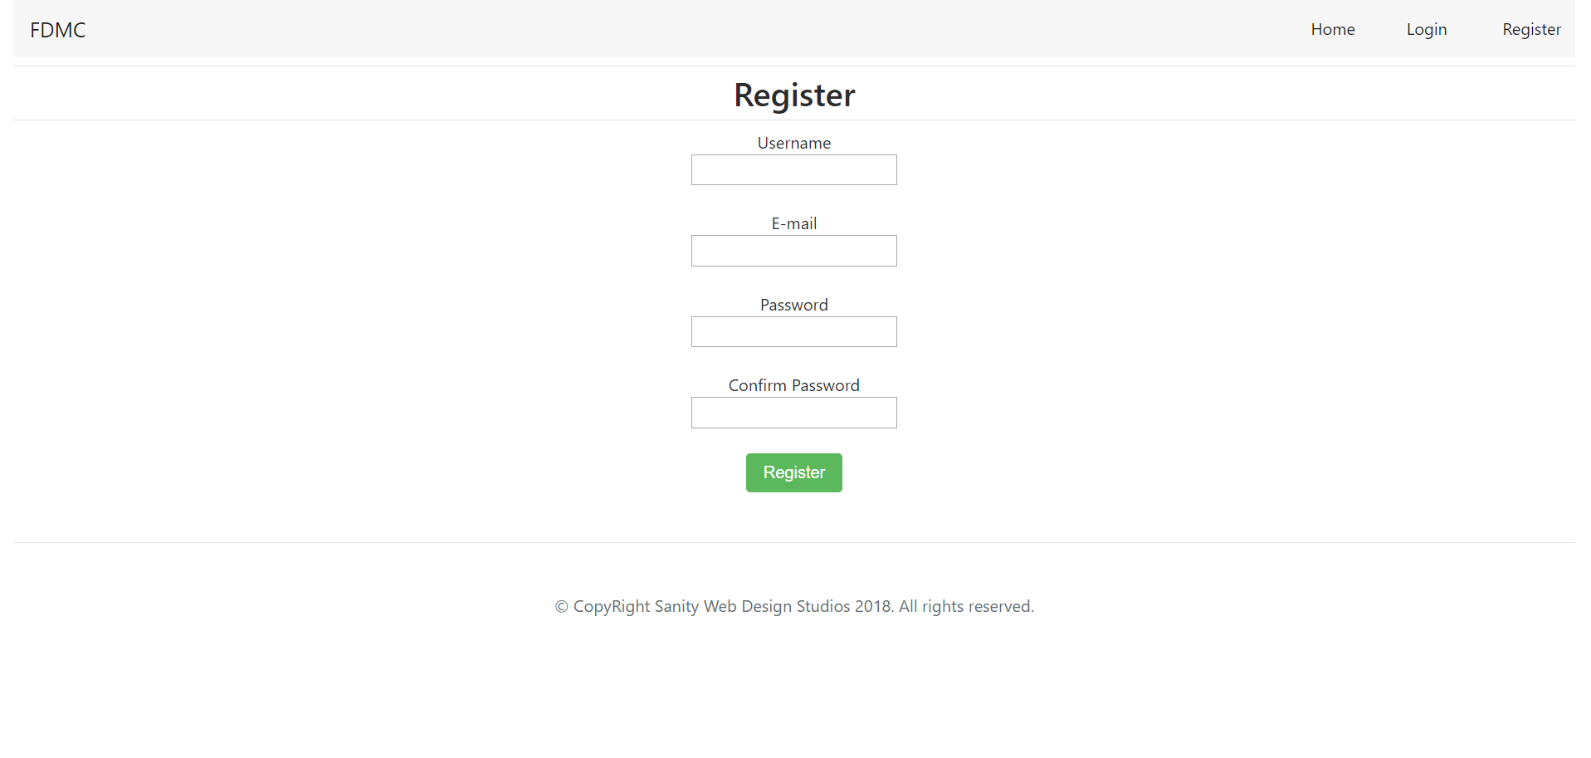 FDMC Home Login Register
Register
Username
E-mail
Password
Confirm Password
Register
© CopyRight Sanity Web Design Studios 2018. All rights reserved.